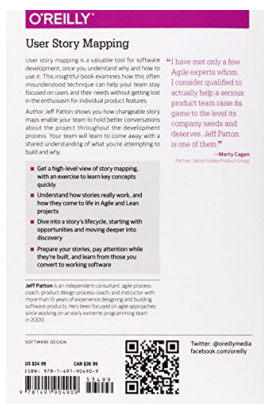 O'REILLY®
User Story Mapping
User story mapping is a valuable tool for software
development, once you understand why and how to
use it. This insightful book examines how this often
misunderstood technique can help your team stay
focused on users and their needs without getting lost
in the enthusiasm for individual product features.
Author Jeff Patton shows you how changeable story
maps enable your team to hold better conversations
about the project throughout the development
process. Your team will learn to come away with a
shared understanding of what you're attempting to
build and why.
■ Get a high-level view of story mapping,
with an exercise to learn key concepts
quickly
■ Understand how stories really work, and
how they come to life in Agile and Lean
projects
■ Dive into a story's lifecycle, starting with
opportunities and moving deeper into
discovery
■ Prepare your stories, pay attention while
they're built, and learn from those you
convert to working software
Jeff Patton is an independent consultant, agile process
coach, product design process coach, and instructor with
more than 15 years of experience designing and building
software products. He's been focused on agile approaches
since working on an early extreme programming team
in 2000.
"I have met only a few
Agile experts whom
I consider qualified to
actually help a serious
product team raise its
game to the level its
company needs and
deserves. Jeff Patton
is one of them."
—Marty Cagan
Partner, Silicon Valley Product Group
SOFTWARE DESIGN
US $34.99
CAN $36.99
ISBN: 978-1-491-90490-9
53499
9 781491 904909
Twitter: @oreillymedia
facebook.com/oreilly